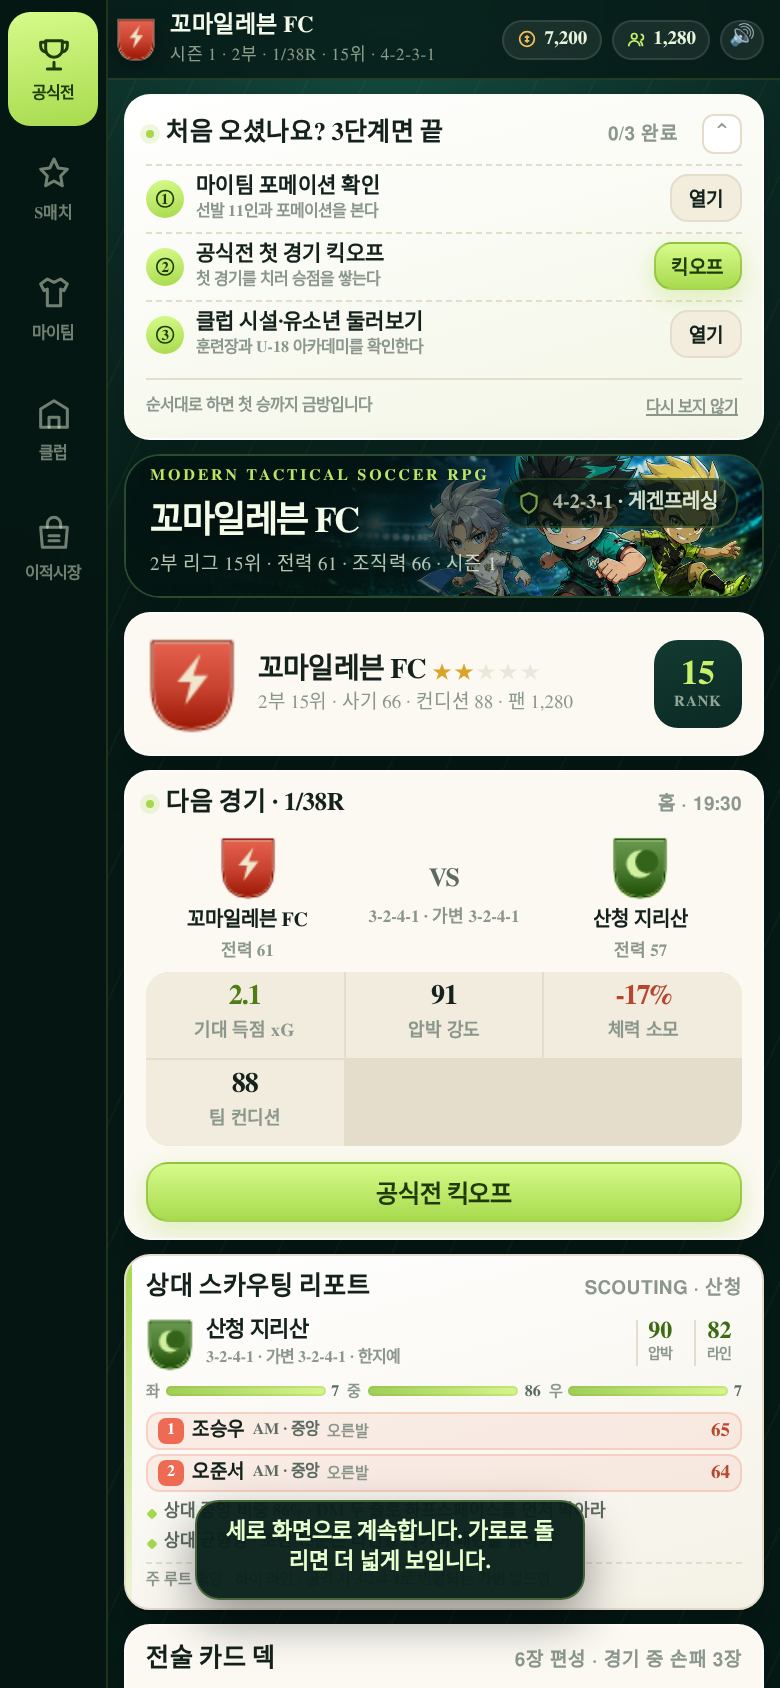 공식전
S매치
마이팀
클럽
이적시장
꼬마일레븐 FC
시즌 1 · 2부 · 1/38R · 15위 · 4-2-3-1
7,200
1,280
처음 오셨나요? 3단계면 끝
0/3 완료
① 마이팀 포메이션 확인
선발 11인과 포메이션을 본다
열기
② 공식전 첫 경기 킥오프
첫 경기를 치러 승점을 쌓는다
킥오프
③ 클럽 시설·유소년 둘러보기
훈련장과 U-18 아카데미를 확인한다
열기
순서대로 하면 첫 승까지 금방입니다
다시 보지 않기
MODERN TACTICAL SOCCER RPG
꼬마일레븐 FC
4-2-3-1 · 게겐프레싱
2부 리그 15위 · 전력 61 · 조직력 66 · 시즌 1
꼬마일레븐 FC ★★★★★
2부 15위 · 사기 66 · 컨디션 88 · 팬 1,280
15
RANK
다음 경기 · 1/38R
홈 · 19:30
꼬마일레븐 FC
전력 61
VS
3-2-4-1 · 가변 3-2-4-1
산청 지리산
전력 57
2.1
기대 득점 xG
91
압박 강도
-17%
체력 소모
88
팀 컨디션
공식전 킥오프
상대 스카우팅 리포트
SCOUTING · 산청
산청 지리산
3-2-4-1 · 가변 3-2-4-1 · 한지예
90
압박
82
라인
좌 7 중 86 우 7
1 조승우 AM · 중앙 오른발 65
2 오준서 AM · 중앙 오른발 64
상대
아라
상대
주 루트
세로 화면으로 계속합니다. 가로로 돌
리면 더 넓게 보입니다.
전술 카드 덱
6장 편성 · 경기 중 손패 3장